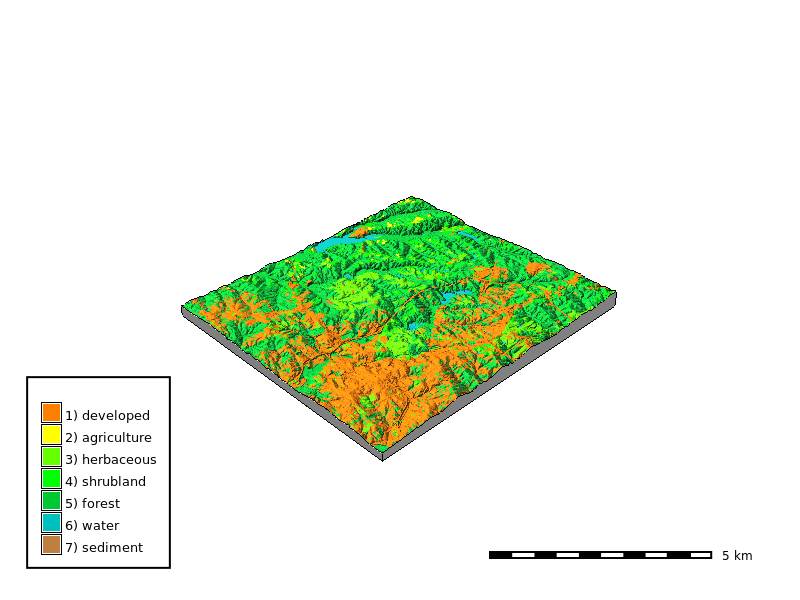 1) developed
2) agriculture
3) herbaceous
4) shrubland
5) forest
6) water
7) sediment
5 km